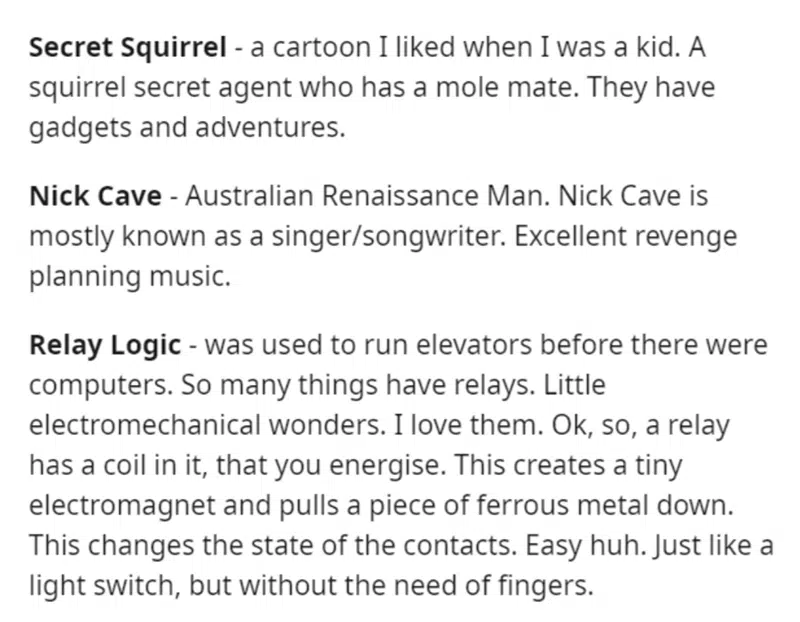 Secret Squirrel - a cartoon I liked when I was a kid. A
squirrel secret agent who has a mole mate. They have
gadgets and adventures.
Nick Cave - Australian Renaissance Man. Nick Cave is
mostly known as a singer/songwriter. Excellent revenge
planning music.
Relay Logic - was used to run elevators before there were
computers. So many things have relays. Little
electromechanical wonders. I love them. Ok, so, a relay
has a coil in it, that you energise. This creates a tiny
electromagnet and pulls a piece of ferrous metal down.
This changes the state of the contacts. Easy huh. Just like a
light switch, but without the need of fingers.